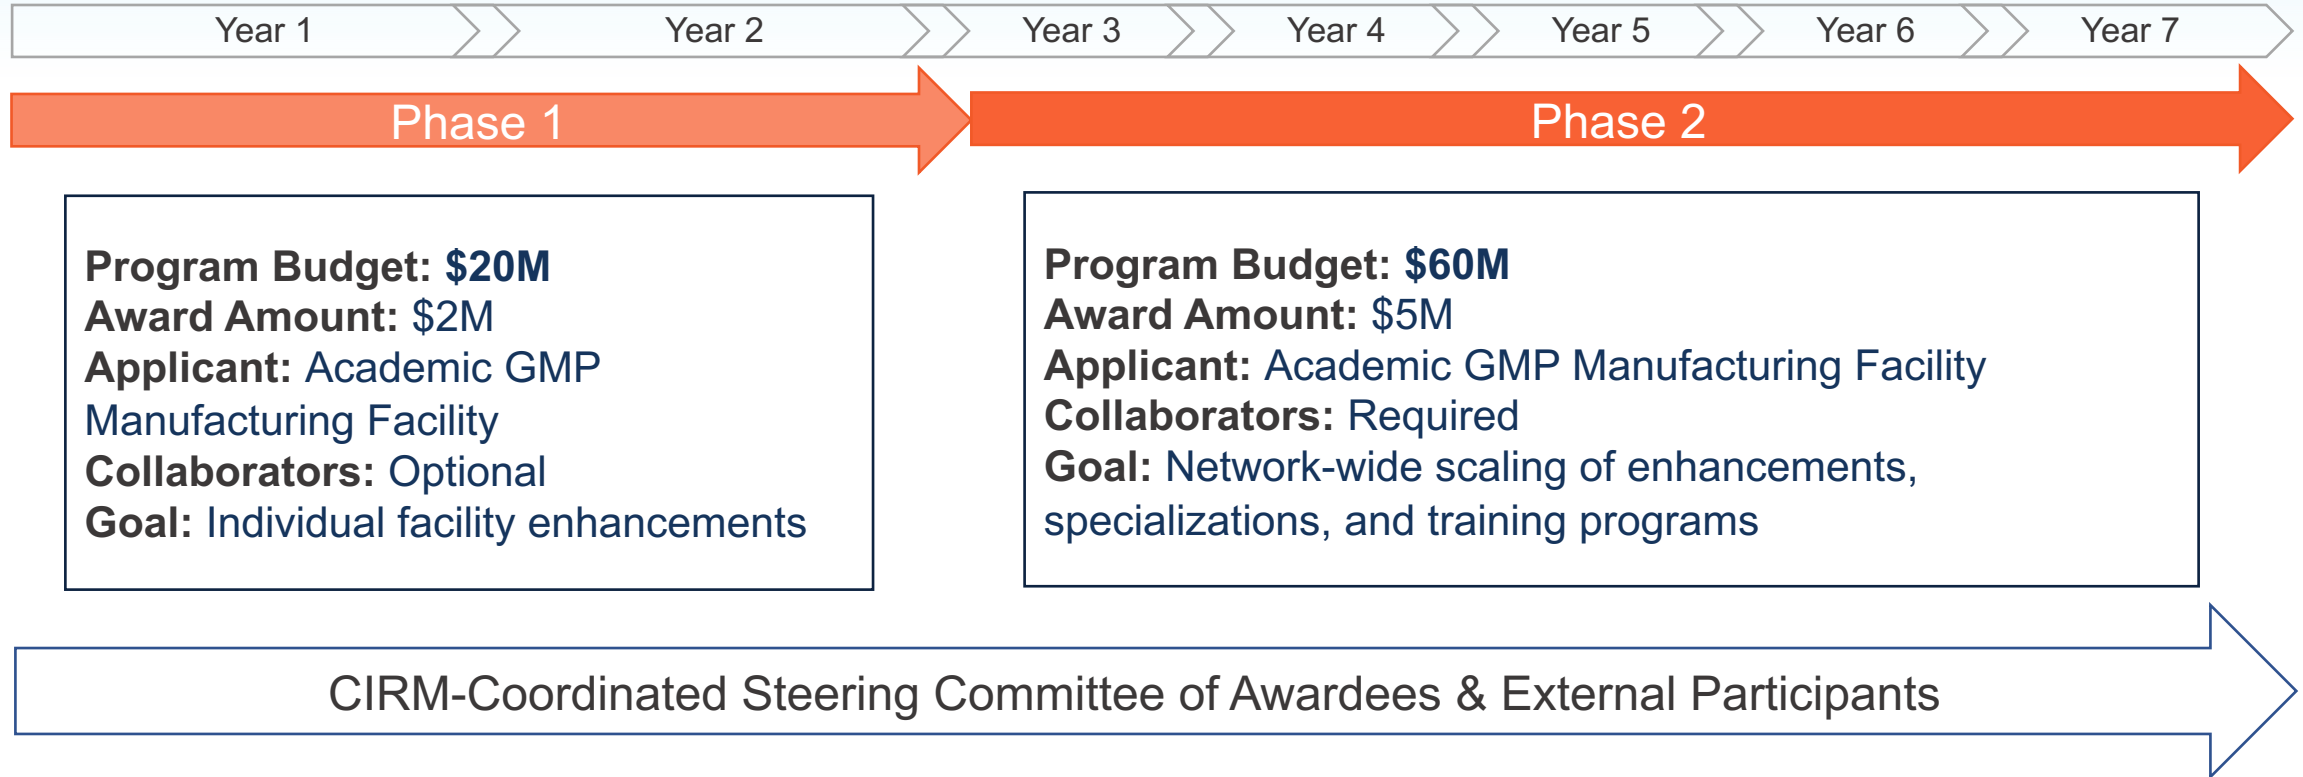 Year 1
Year 2
Year 3
Year 4
Year 5
Year 6
Year 7
Phase 1
Phase 2
Program Budget: $20M
Award Amount: $2M
Applicant: Academic GMP
Manufacturing Facility
Collaborators: Optional
Goal: Individual facility enhancements
Program Budget: $60M
Award Amount: $5M
Applicant: Academic GMP Manufacturing Facility
Collaborators: Required
Goal: Network-wide scaling of enhancements,
specializations, and training programs
CIRM-Coordinated Steering Committee of Awardees & External Participants